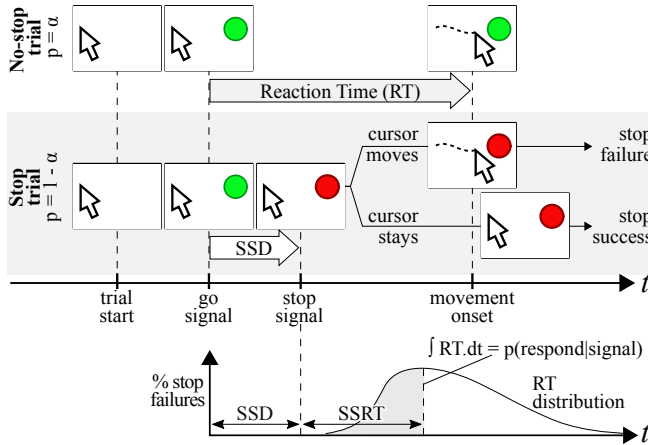 No-stop
trial
p = α
Reaction Time (RT)
Stop
trial
p = 1 - α
cursor
moves
stop
failure
cursor
stays
stop
success
SSD
t
trial
start
go
signal
stop
signal
movement
onset
∫ RT.dt = p(respond|signal)
% stop
failures
RT
distribution
SSD
SSRT
t